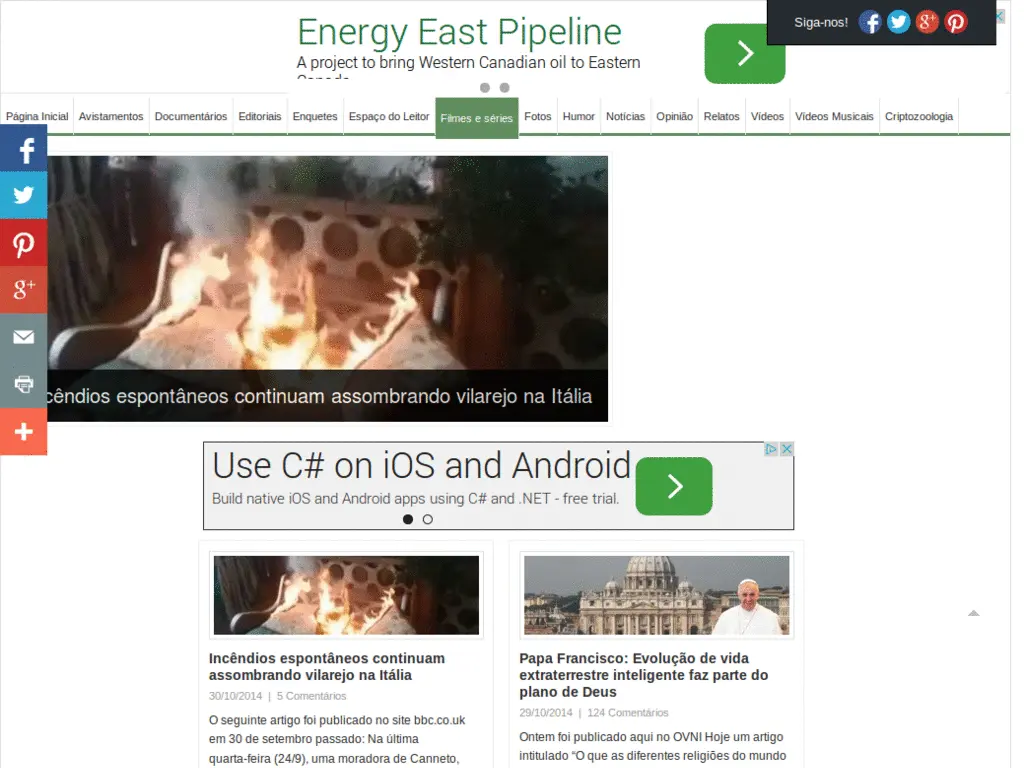 Energy East Pipeline
A project to bring Western Canadian oil to Eastern
Siga-nos!
Página Inicial
Avistamentos
Documentários
Editoriais
Enquetes
Espaço do Leitor
Filmes e séries
Fotos
Humor
Notícias
Opinião
Relatos
Vídeos
Vídeos Musicais
Criptozoologia
cêndios espontâneos continuam assombrando vilarejo na Itália
Use C# on iOS and Android
Build native iOS and Android apps using C# and .NET - free trial.
Incêndios espontâneos continuam
assombrando vilarejo na Itália
30/10/2014 | 5 Comentários
O seguinte artigo foi publicado no site bbc.co.uk
em 30 de setembro passado: Na última
quarta-feira (24/9), uma moradora de Canneto,
Papa Francisco: Evolução de vida
extraterrestre inteligente faz parte do
plano de Deus
29/10/2014 | 124 Comentários
Ontem foi publicado aqui no OVNI Hoje um artigo
intitulado “O que as diferentes religiões do mundo